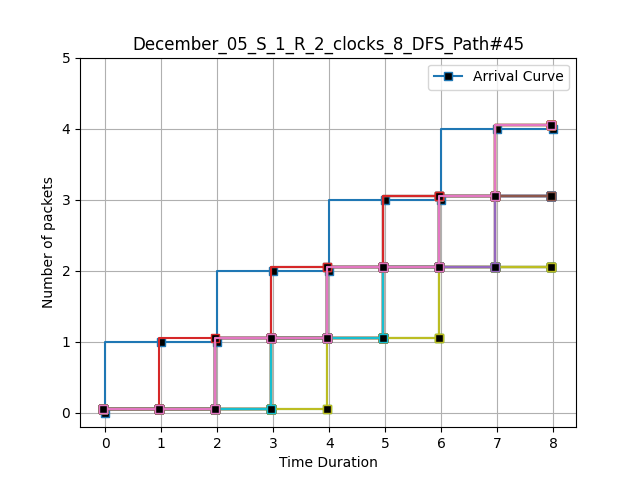 December_05_S_1_R_2_clocks_8_DFS_Path#45
Arrival Curve
Number of packets
5
4
3
2
1
0
0 1 2 3 4 5 6 7 8
Time Duration